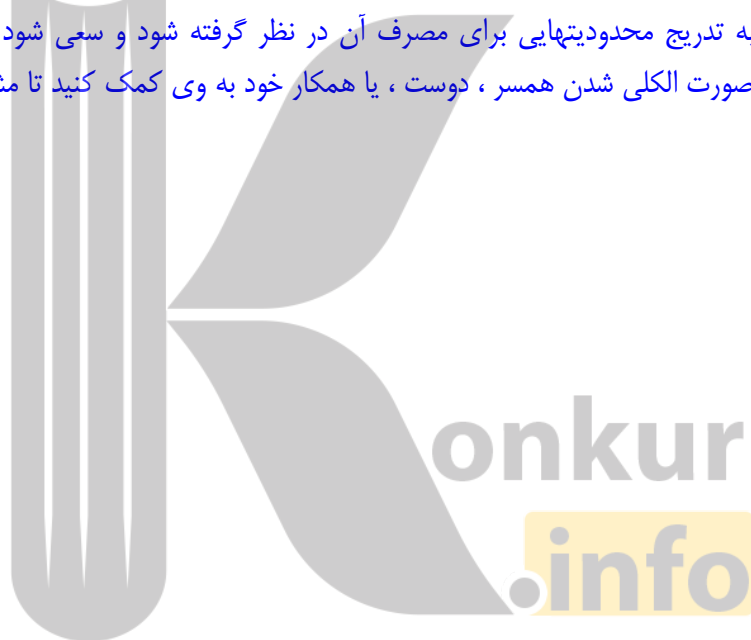 به تدریج محدودیتهایی برای مصرف آن در نظر گرفته شود و سعی شود
صورت الکلی شدن همسر ، دوست ، یا همکار خود به وی کمک کنید تا
Konkur
.info